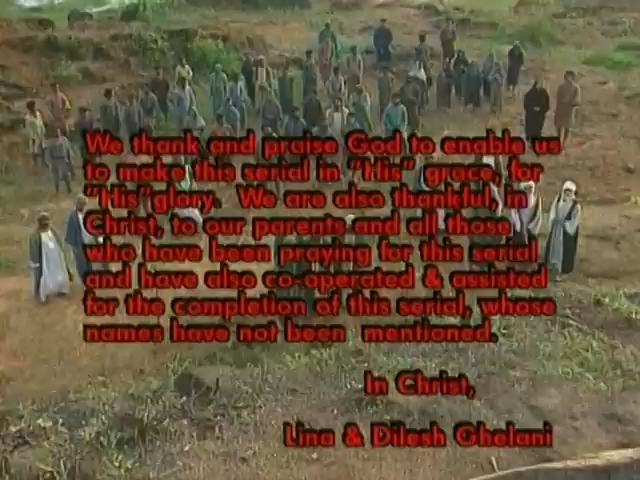 We thank and praise God to enable us
to make this serial in "His" grace, for
"His"glory. We are also thankful, in
Christ, to our parents and all those
who have been praying for this serial
and have also co-operated & assisted
for the completion of this serial, whose
names have not been mentioned.
In Christ,
Lina & Dilesh Ghelani